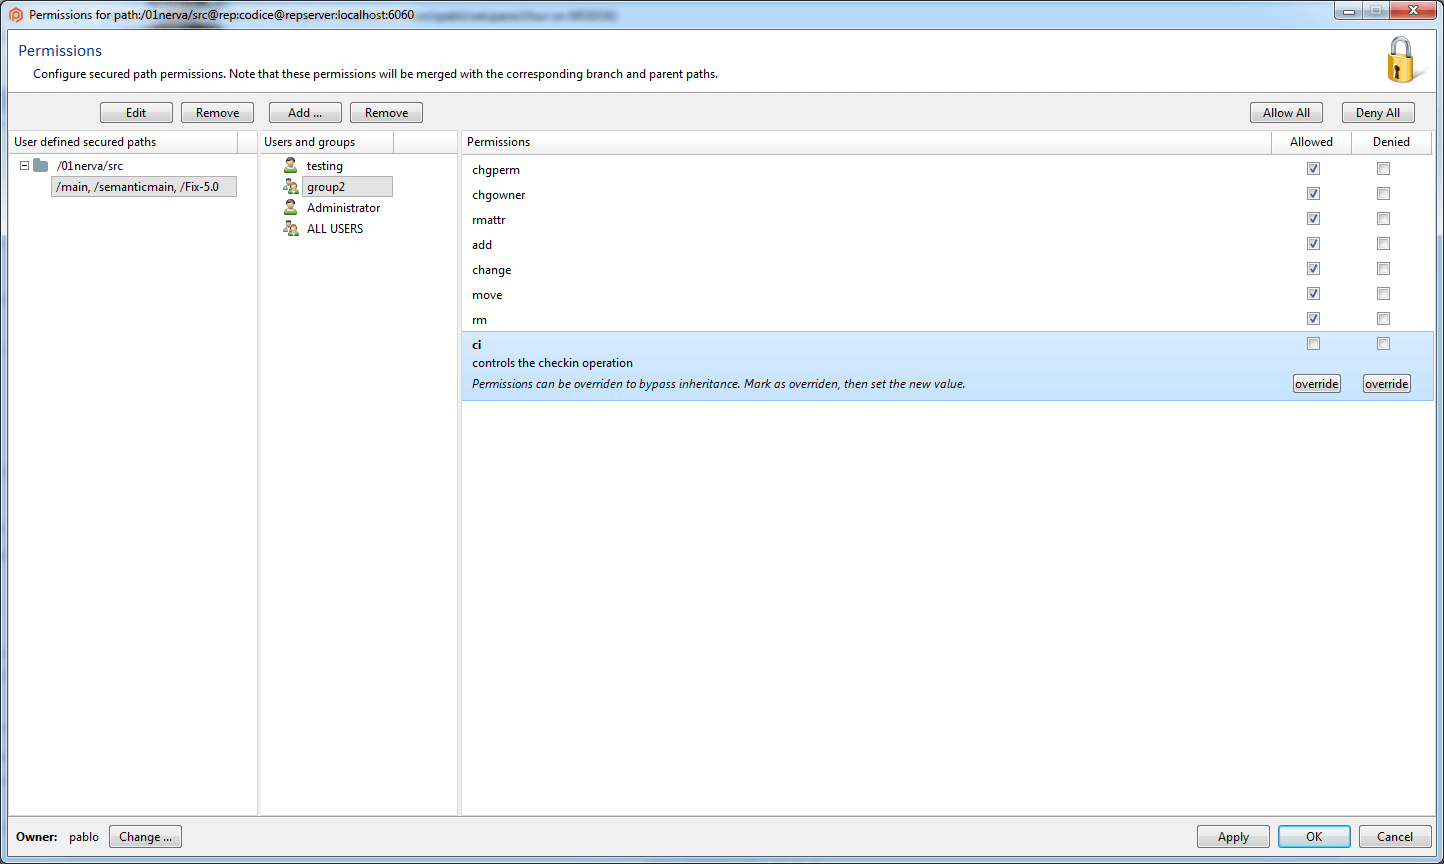 Permissions for path:/01nerva/src@rep:codice@repserver:localhost:6060
Permissions
Configure secured path permissions. Note that these permissions will be merged with the corresponding branch and parent paths.
Edit Remove Add ... Remove Allow All Deny All
User defined secured paths Users and groups Permissions Allowed Denied
/01nerva/src
/main, /semanticmain, /Fix-5.0
testing
group2
Administrator
ALL USERS
chgperm
chgowner
rmattr
add
change
move
rm
ci
controls the checkin operation
Permissions can be overriden to bypass inheritance. Mark as overriden, then set the new value. override override
Owner: pablo Change ... Apply OK Cancel